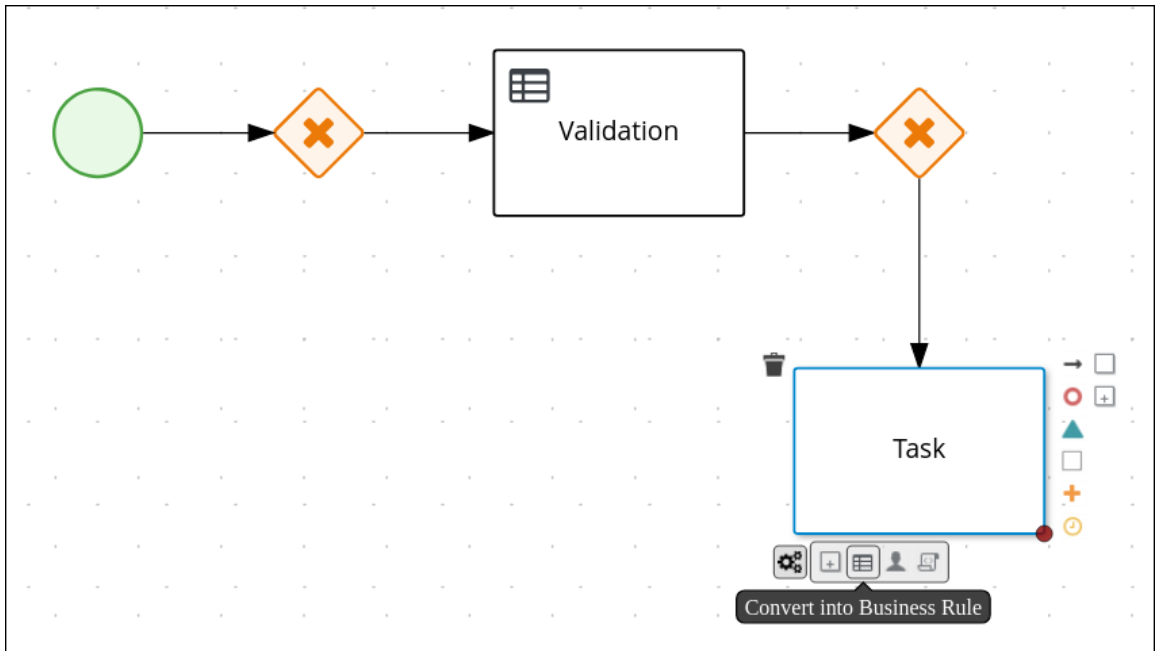 Validation
Task
Convert into Business Rule